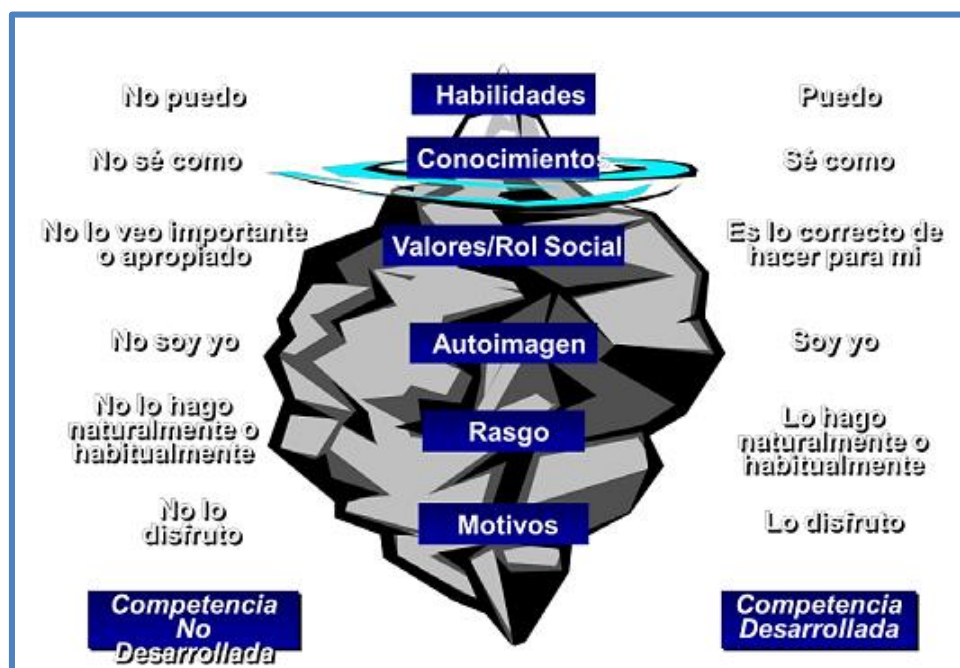 No puedo
Habilidades
Puedo
No sé como
Conocimientos
Sé como
No lo veo importante
o apropiado
Valores/Rol Social
Es lo correcto de
hacer para mi
No soy yo
Autoimagen
Soy yo
No lo hago
naturalmente o
habitualmente
Rasgo
Lo hago
naturalmente o
habitualmente
No lo
disfruto
Motivos
Lo disfruto
Competencia
No
Desarrollada
Competencia
Desarrollada